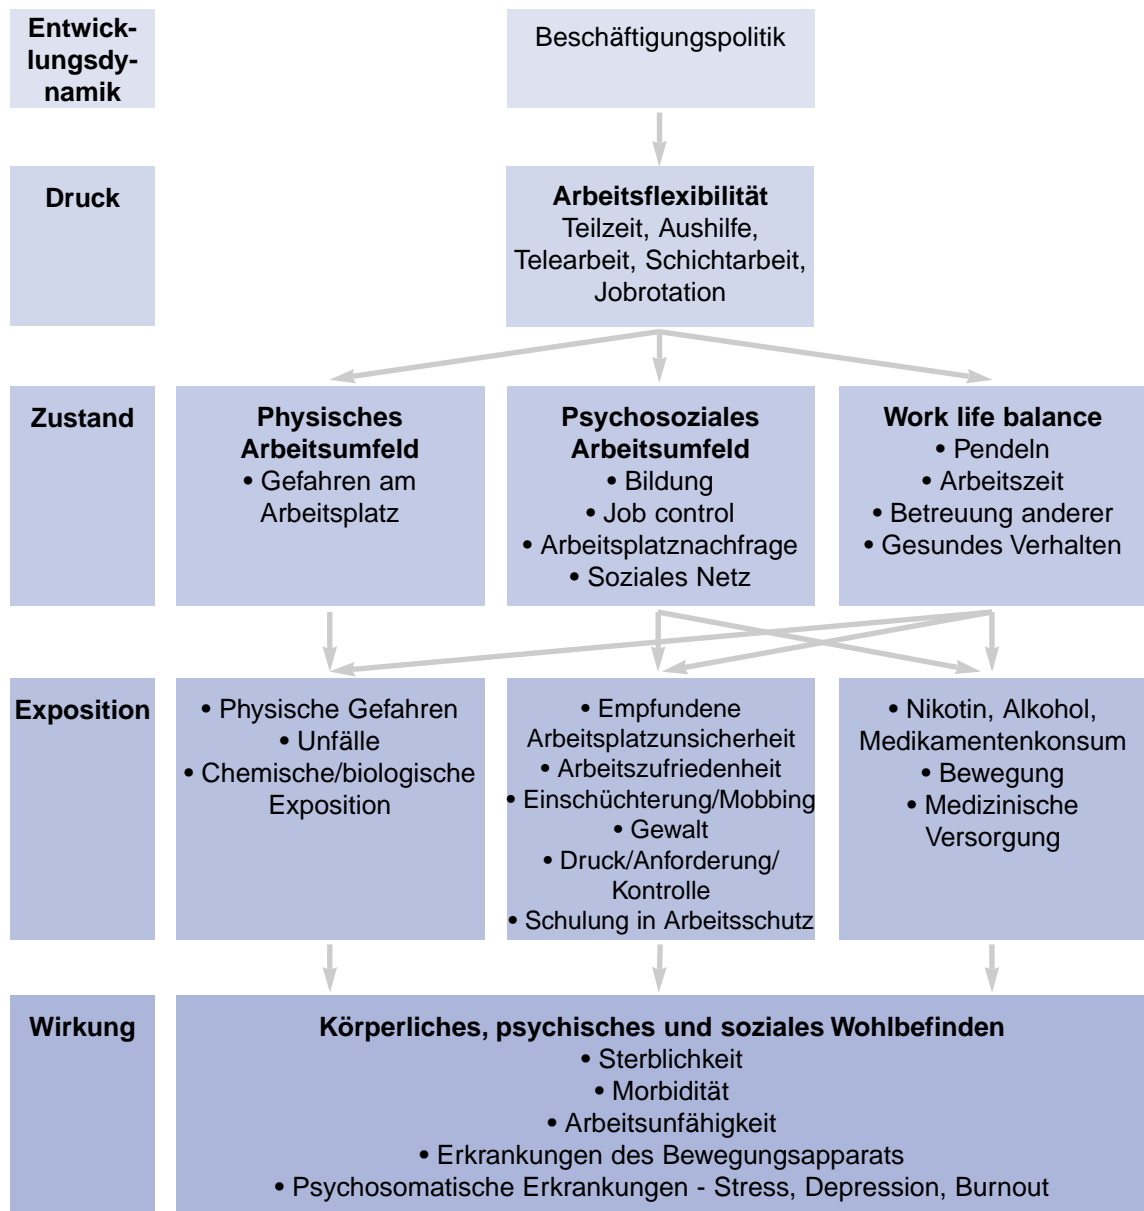 Entwick-
lungsdy-
namik
Beschäftigungspolitik
Druck
Arbeitsflexibilität
Teilzeit, Aushilfe,
Telearbeit, Schichtarbeit,
Jobrotation
Zustand
Physisches
Arbeitsumfeld
• Gefahren am
Arbeitsplatz
Psychosoziales
Arbeitsumfeld
• Bildung
• Job control
• Arbeitsplatznachfrage
• Soziales Netz
Work life balance
• Pendeln
• Arbeitszeit
• Betreuung anderer
• Gesundes Verhalten
Exposition
• Physische Gefahren
• Unfälle
• Chemische/biologische
Exposition
• Empfundene
Arbeitsplatzunsicherheit
• Arbeitszufriedenheit
• Einschüchterung/Mobbing
• Gewalt
• Druck/Anforderung/
Kontrolle
• Schulung in Arbeitsschutz
• Nikotin, Alkohol,
Medikamentenkonsum
• Bewegung
• Medizinische
Versorgung
Wirkung
Körperliches, psychisches und soziales Wohlbefinden
• Sterblichkeit
• Morbidität
• Arbeitsunfähigkeit
• Erkrankungen des Bewegungsapparats
• Psychosomatische Erkrankungen - Stress, Depression, Burnout